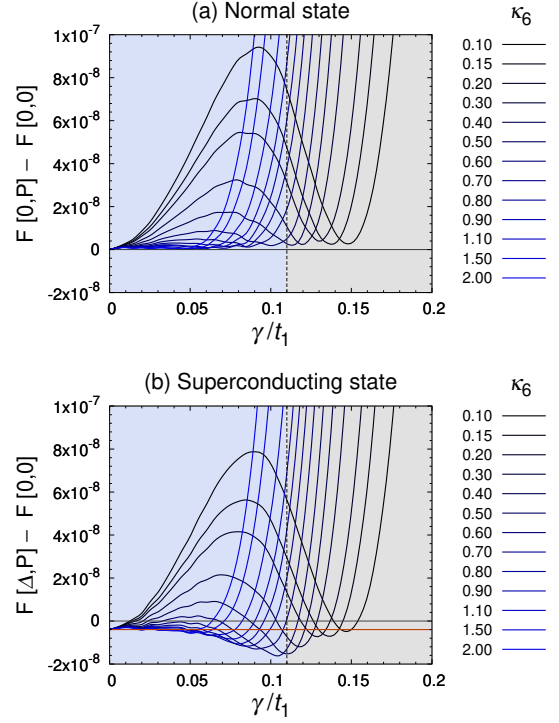 (a) Normal state
κ6
F [0,P] − F [0,0]
1x10-7
8x10-8
6x10-8
4x10-8
2x10-8
0
-2x10-8
0
0.05
0.1
0.15
0.2
γ/t1
0.10
0.15
0.20
0.30
0.40
0.50
0.60
0.70
0.80
0.90
1.10
1.50
2.00
(b) Superconducting state
κ6
F [Δ,P] − F [0,0]
1x10-7
8x10-8
6x10-8
4x10-8
2x10-8
0
-2x10-8
0
0.05
0.1
0.15
0.2
γ/t1
0.10
0.15
0.20
0.30
0.40
0.50
0.60
0.70
0.80
0.90
1.10
1.50
2.00